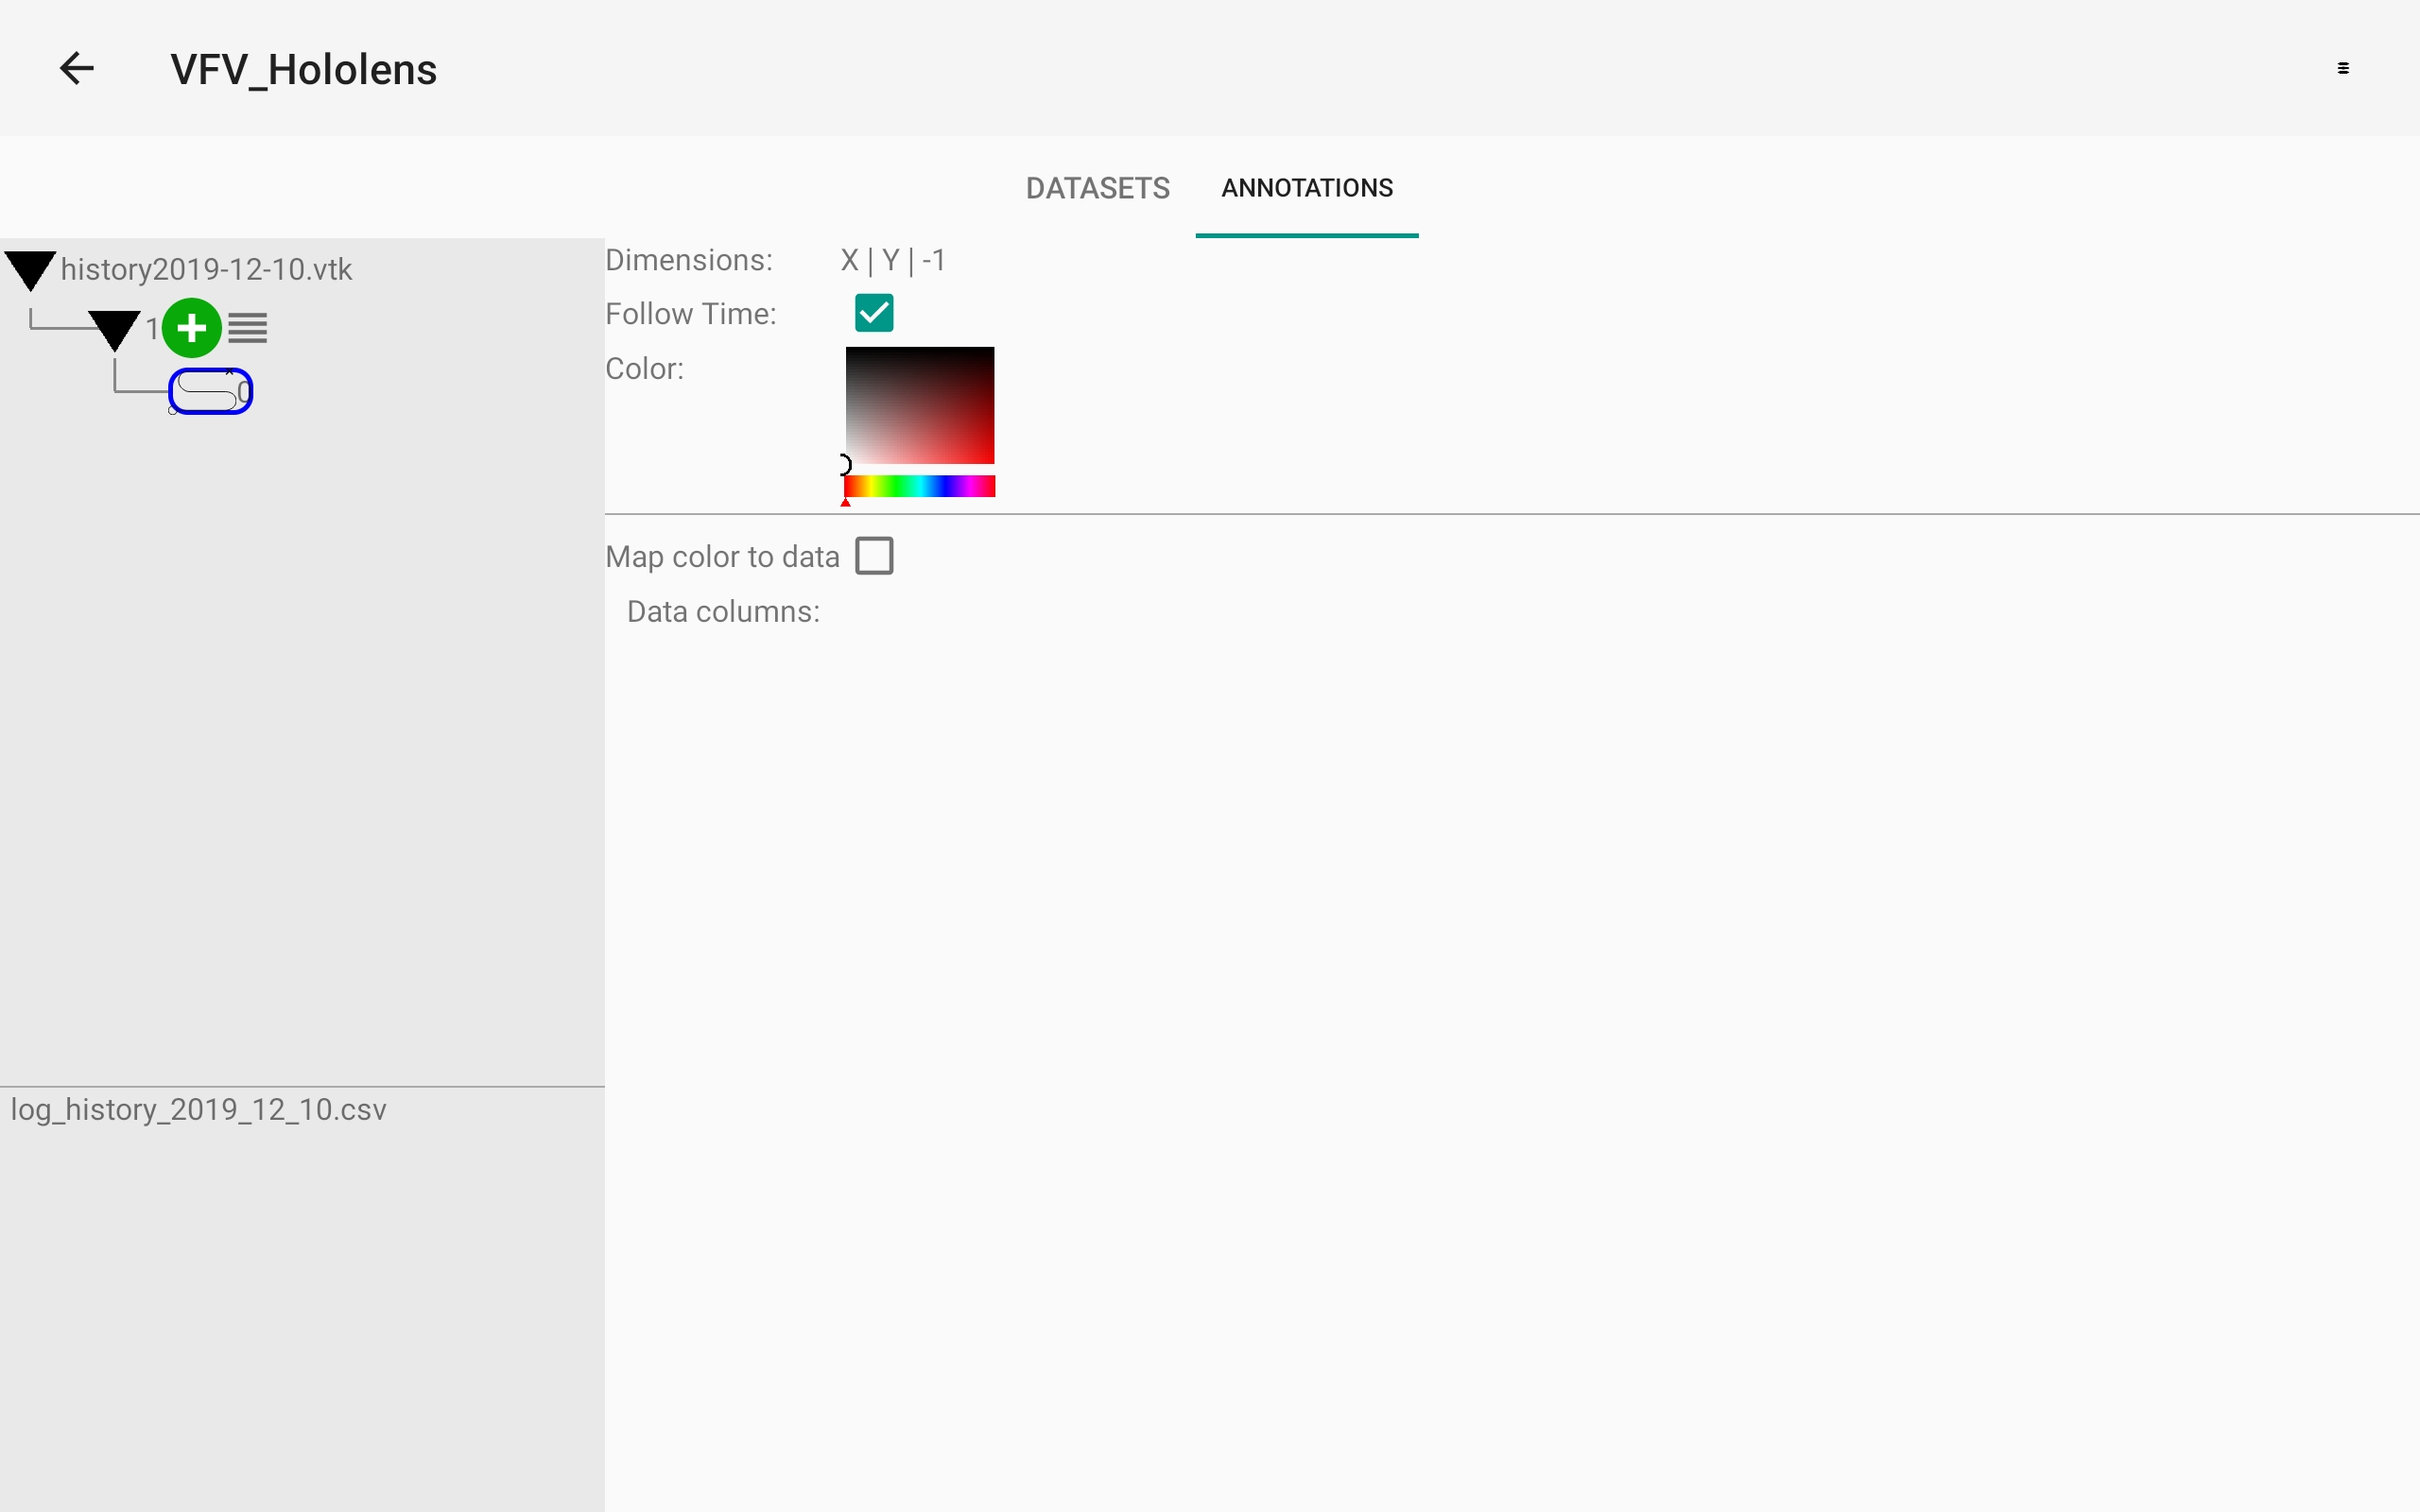 VFV_Hololens
DATASETS ANNOTATIONS
history2019-12-10.vtk
1
0
Dimensions: X | Y | -1
Follow Time:
Color:
Map color to data
Data columns:
log_history_2019_12_10.csv